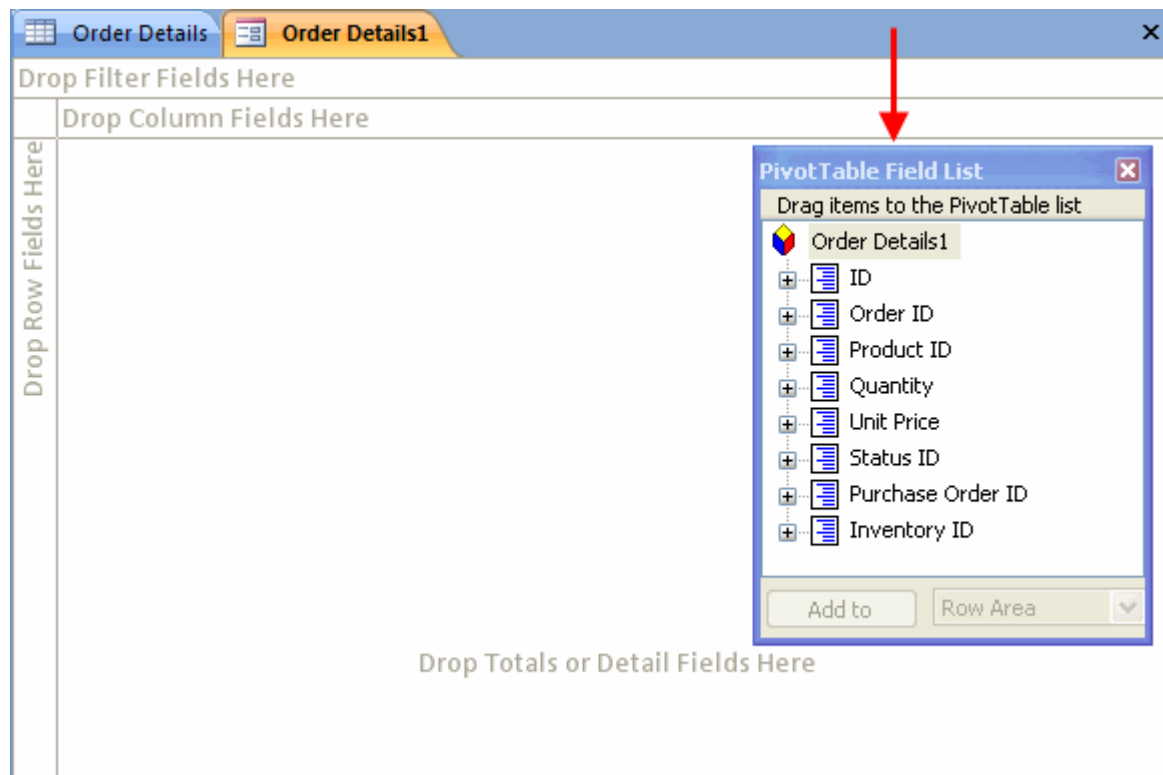 Order Details
Order Details1
Drop Filter Fields Here
Drop Column Fields Here
Drop Row Fields Here
PivotTable Field List
Drag items to the PivotTable list
Order Details1
ID
Order ID
Product ID
Quantity
Unit Price
Status ID
Purchase Order ID
Inventory ID
Add to
Row Area
Drop Totals or Detail Fields Here